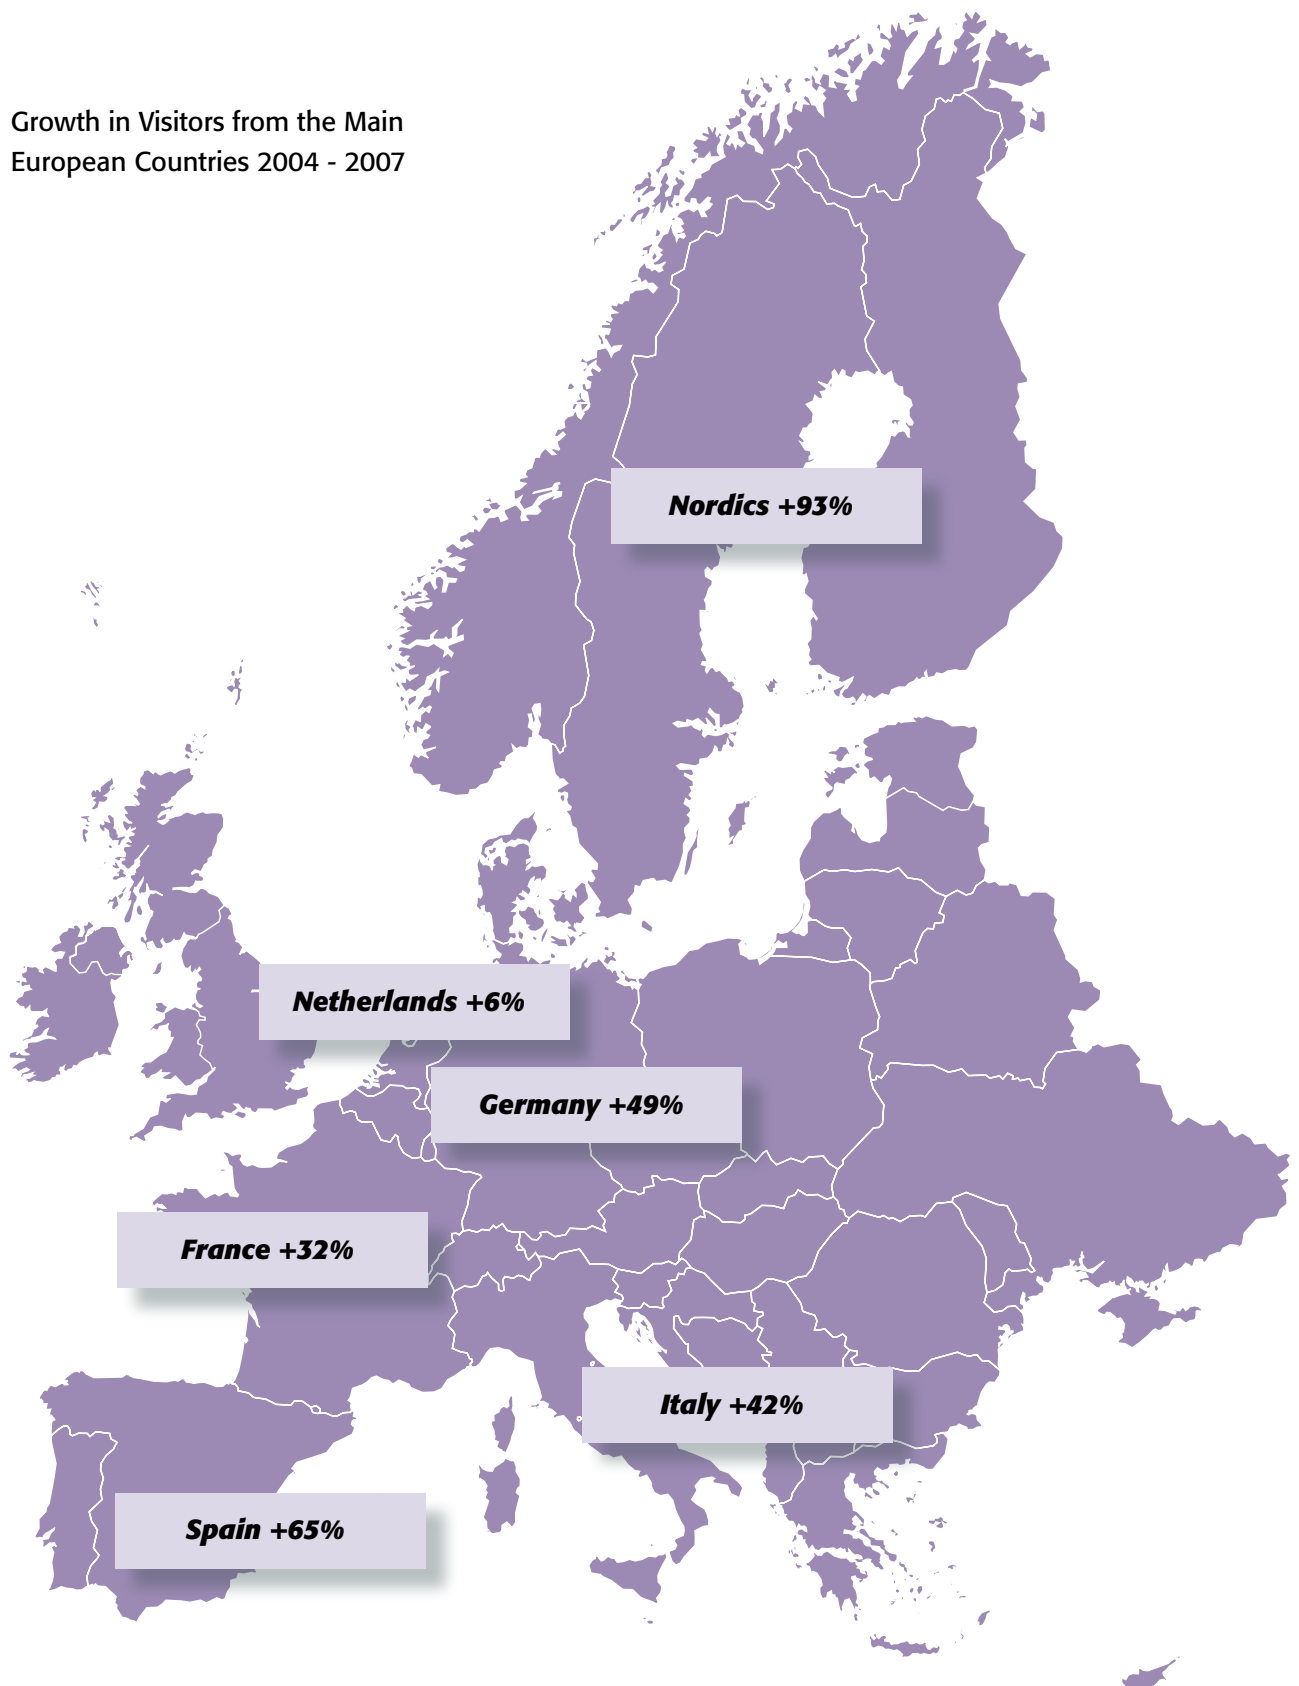 Growth in Visitors from the Main
European Countries 2004 - 2007
Nordics +93%
Netherlands +6%
Germany +49%
France +32%
Italy +42%
Spain +65%